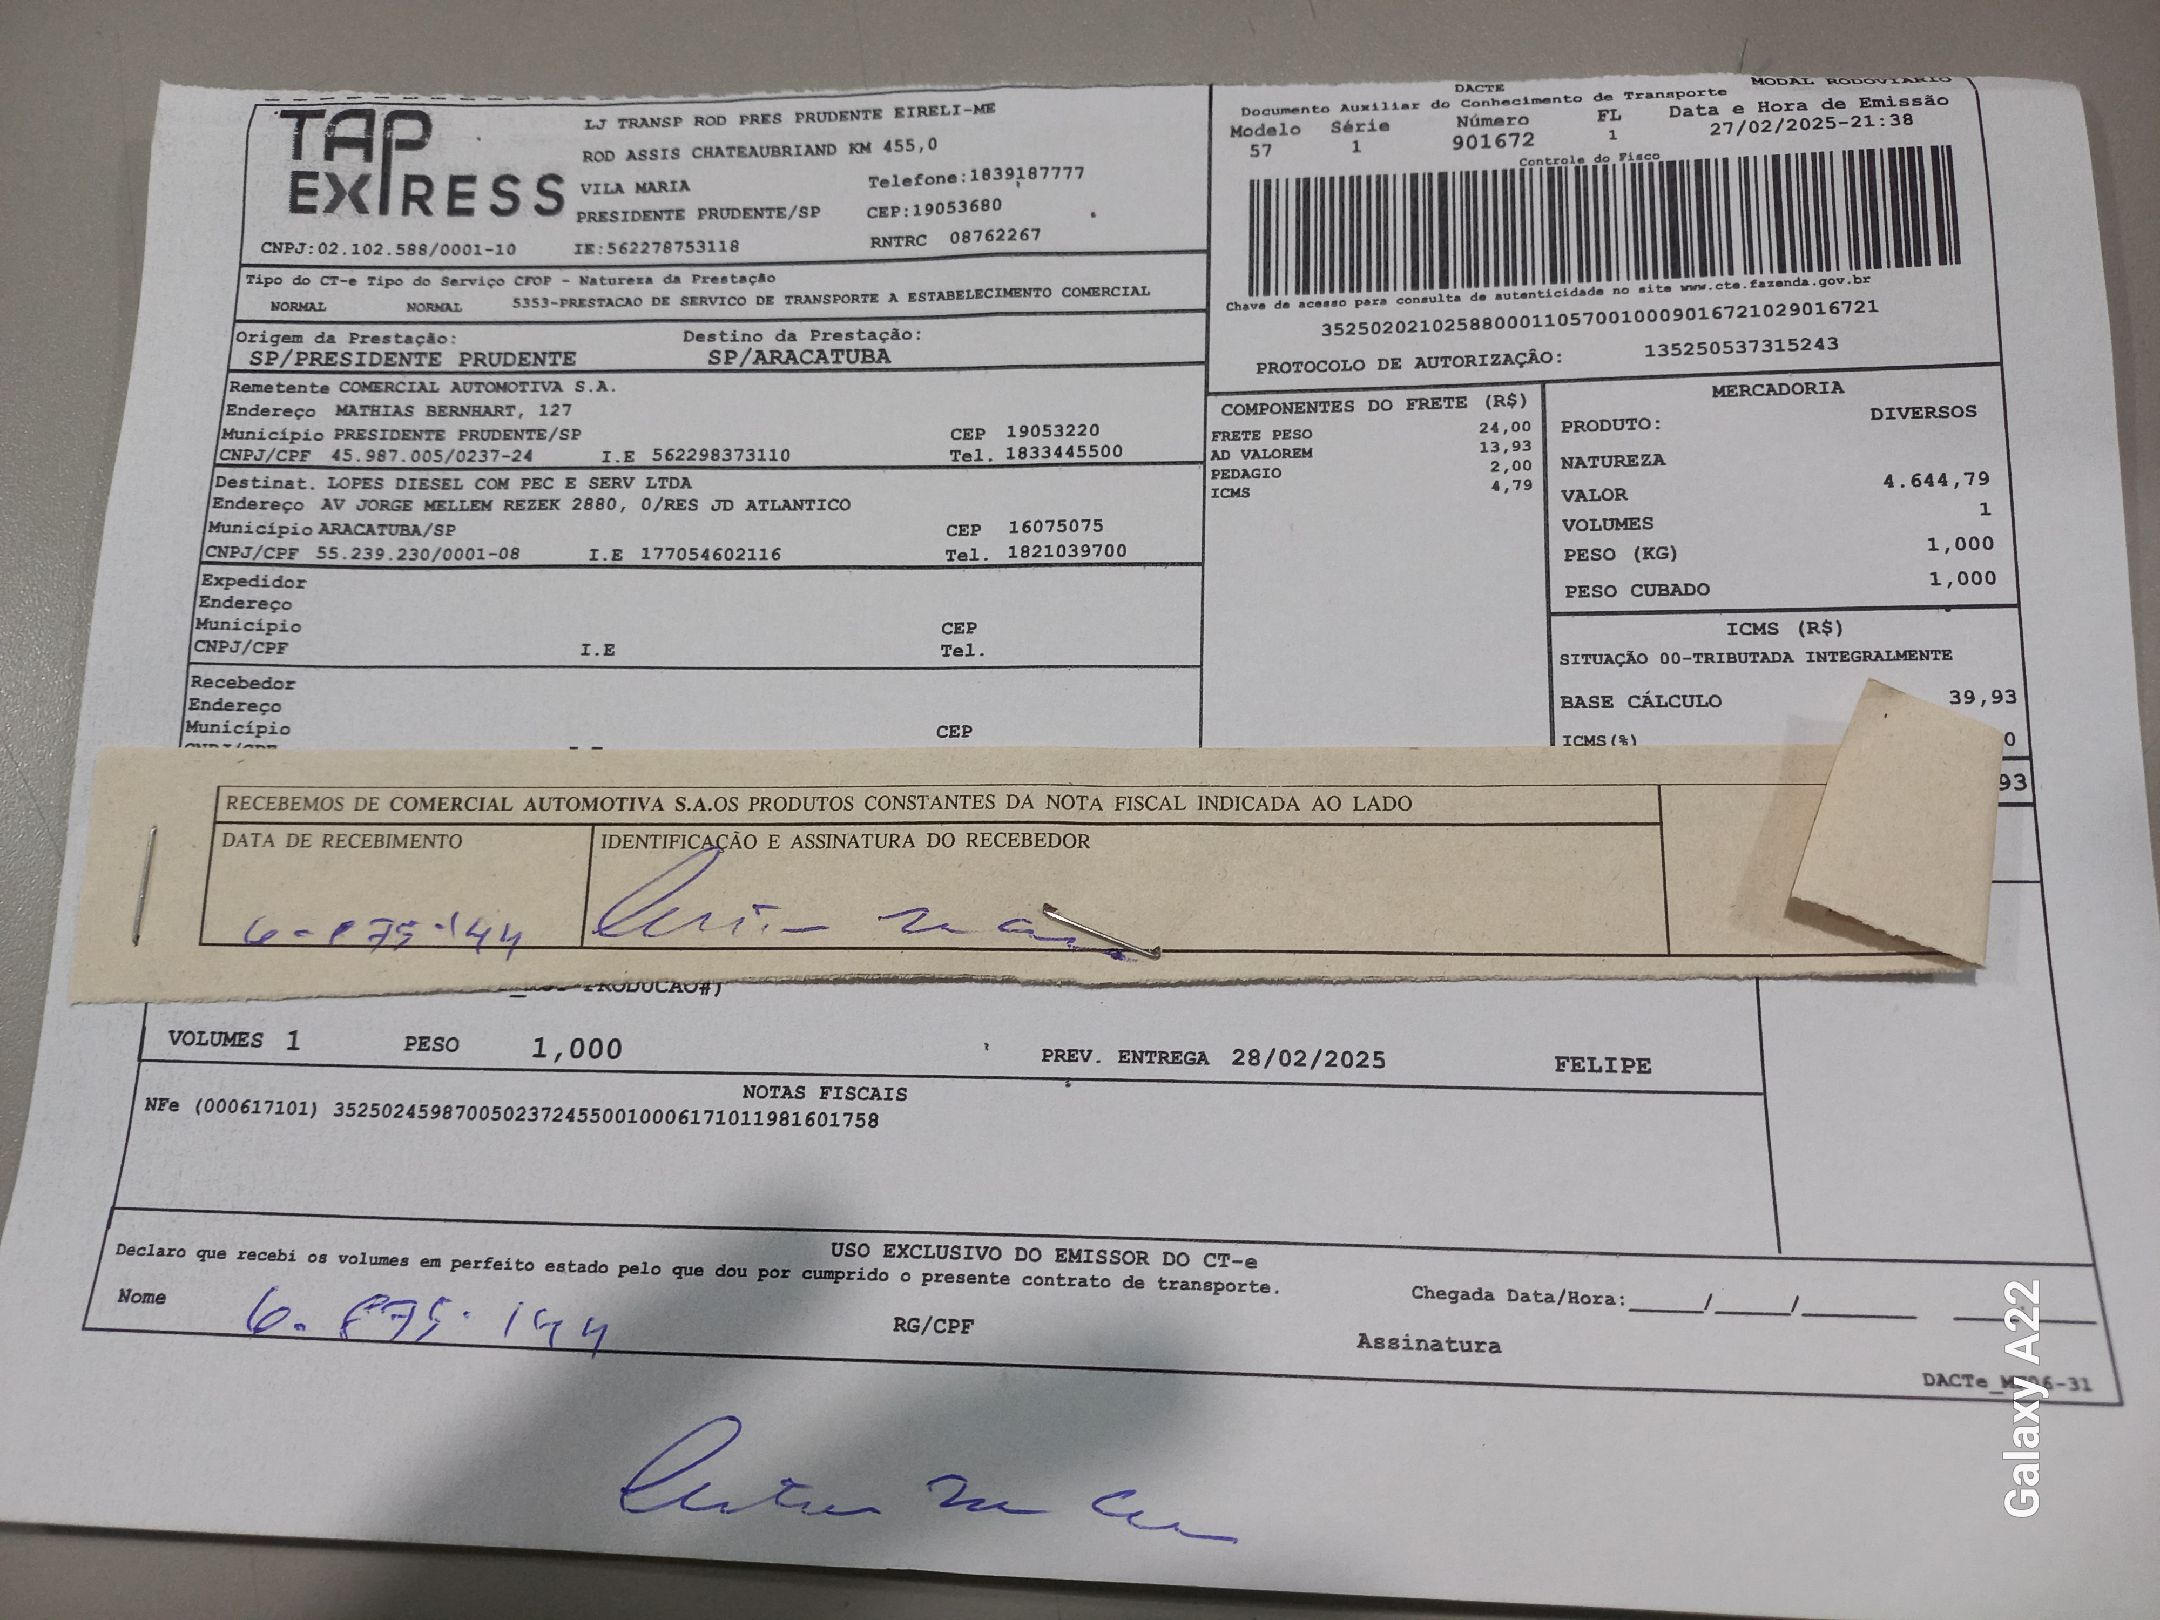 TAP
EXPRESS
LJ TRANSP ROD PRES PRUDENTE EIRELI-ME
ROD ASSIS CHATEAUBRIAND KM 455,0
VILA MARIA Telefone:1839187777
PRESIDENTE PRUDENTE/SP CEP:19053680
CNPJ:02.102.588/0001-10 IE:562278753118 RNTRC 08762267
DACTE MODAL RODOVIARIO
Documento Auxiliar do Conhecimento de Transporte
Modelo Série Número FL Data e Hora de Emissão
57 1 901672 1 27/02/2025-21:38
Controle do Fisco
Chave de acesso para consulta de autenticidade no site www.cte.fazenda.gov.br
35250202102588000110570010009016721029016721
PROTOCOLO DE AUTORIZAÇÃO: 135250537315243
Tipo do CT-e Tipo do Serviço CFOP - Natureza da Prestação
NORMAL NORMAL 5353-PRESTACAO DE SERVICO DE TRANSPORTE A ESTABELECIMENTO COMERCIAL
Origem da Prestação: Destino da Prestação:
SP/PRESIDENTE PRUDENTE SP/ARACATUBA
Remetente COMERCIAL AUTOMOTIVA S.A.
Endereço MATHIAS BERNHART, 127
Município PRESIDENTE PRUDENTE/SP CEP 19053220
CNPJ/CPF 45.987.005/0237-24 I.E 562298373110 Tel. 1833445500
Destinat. LOPES DIESEL COM PEC E SERV LTDA
Endereço AV JORGE MELLEM REZEK 2880, 0/RES JD ATLANTICO
Município ARACATUBA/SP CEP 16075075
CNPJ/CPF 55.239.230/0001-08 I.E 177054602116 Tel. 1821039700
Expedidor
Endereço
Município CEP
CNPJ/CPF I.E Tel.
Recebedor
Endereço
Município CEP
COMPONENTES DO FRETE (R$)
FRETE PESO 24,00
AD VALOREM 13,93
PEDAGIO 2,00
ICMS 4,79
MERCADORIA
PRODUTO: DIVERSOS
NATUREZA
VALOR 4.644,79
VOLUMES 1
PESO (KG) 1,000
PESO CUBADO 1,000
ICMS (R$)
SITUAÇÃO 00-TRIBUTADA INTEGRALMENTE
BASE CÁLCULO 39,93
ICMS(%) 0
93
RECEBEMOS DE COMERCIAL AUTOMOTIVA S.A.OS PRODUTOS CONSTANTES DA NOTA FISCAL INDICADA AO LADO
DATA DE RECEBIMENTO IDENTIFICAÇÃO E ASSINATURA DO RECEBEDOR
6.875.144
PRODUCAO#)
VOLUMES 1 PESO 1,000 PREV. ENTREGA 28/02/2025 FELIPE
NOTAS FISCAIS
NFe (000617101) 35250245987005023724550010006171011981601758
USO EXCLUSIVO DO EMISSOR DO CT-e
Declaro que recebi os volumes em perfeito estado pelo que dou por cumprido o presente contrato de transporte.
Nome 6.875.144 RG/CPF Chegada Data/Hora:_____/_____/________
Assinatura
Galaxy A22